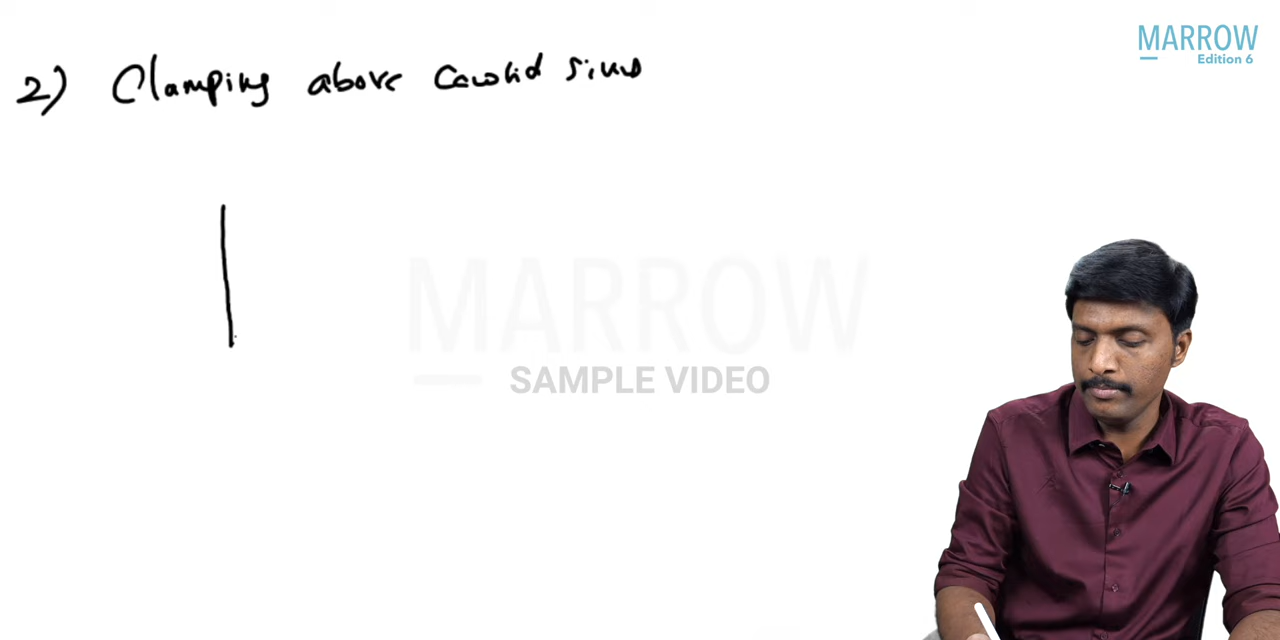 2) Clamping above Carotid sinus
MARROW
Edition 6
MARROW
SAMPLE VIDEO